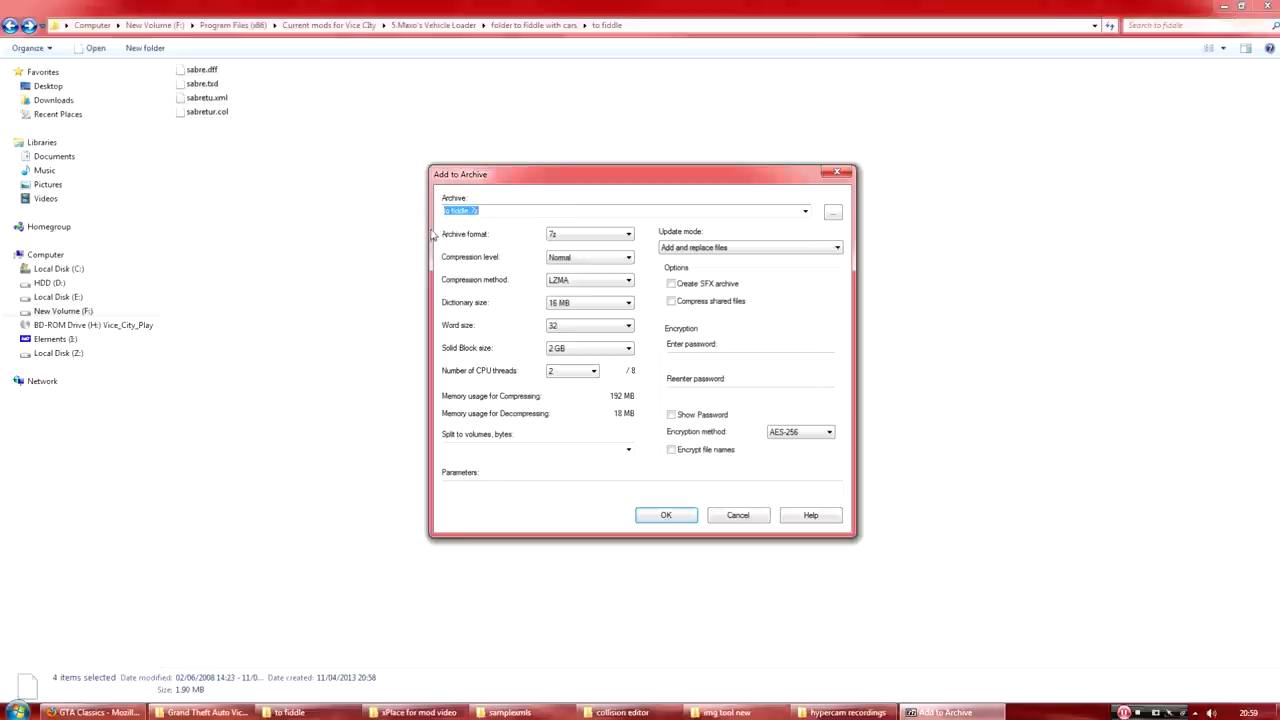 Computer ▸ New Volume (F:) ▸ Program Files (x86) ▸ Current mods for Vice CIty ▸ 5.Maxo's Vehicle Loader ▸ folder to fiddle with cars ▸ to fiddle
Search to fiddle
Organize
Open
New folder
Favorites
Desktop
Downloads
Recent Places
Libraries
Documents
Music
Pictures
Videos
Homegroup
Computer
Local Disk (C:)
HDD (D:)
Local Disk (E:)
New Volume (F:)
BD-ROM Drive (H:) Vice_City_Play
Elements (I:)
Local Disk (Z:)
Network
sabre.dff
sabre.txd
sabretu.xml
sabretur.col
Add to Archive
Archive:
to fiddle.7z
...
Archive format:
7z
Compression level:
Normal
Compression method:
LZMA
Dictionary size:
16 MB
Word size:
32
Solid Block size:
2 GB
Number of CPU threads:
2
/ 8
Memory usage for Compressing:
192 MB
Memory usage for Decompressing:
18 MB
Split to volumes, bytes:
Parameters:
Update mode:
Add and replace files
Options
Create SFX archive
Compress shared files
Encryption
Enter password:
Reenter password:
Show Password
Encryption method:
AES-256
Encrypt file names
OK
Cancel
Help
4 items selected Date modified: 02/06/2008 14:23 - 11/0... Date created: 11/04/2013 20:58
Size: 1.90 MB
GTA Classics - Mozill...
Grand Theft Auto Vic...
to fiddle
xPlace for mod video
samplexmls
collision editor
img tool new
hypercam recordings
Add to Archive
20:59